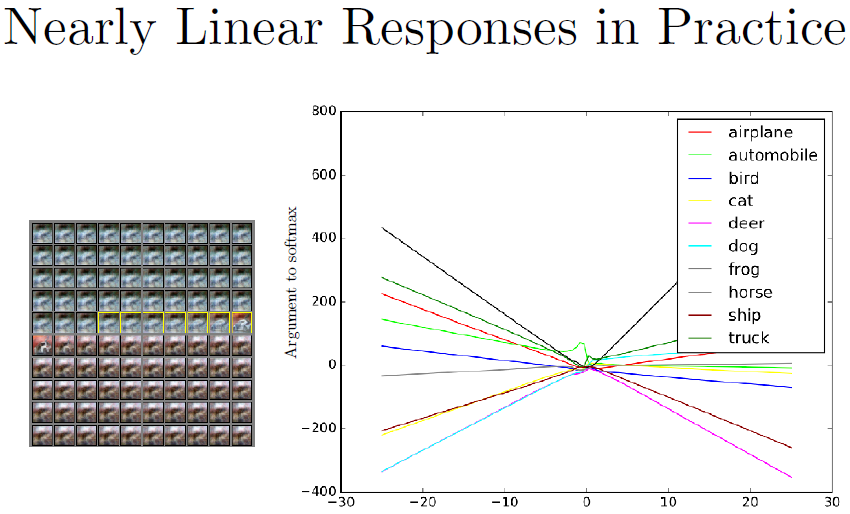 Nearly Linear Responses in Practice
800
600
400
200
0
−200
−400
−30
−20
−10
0
10
20
30
Argument to softmax
airplane
automobile
bird
cat
deer
dog
frog
horse
ship
truck